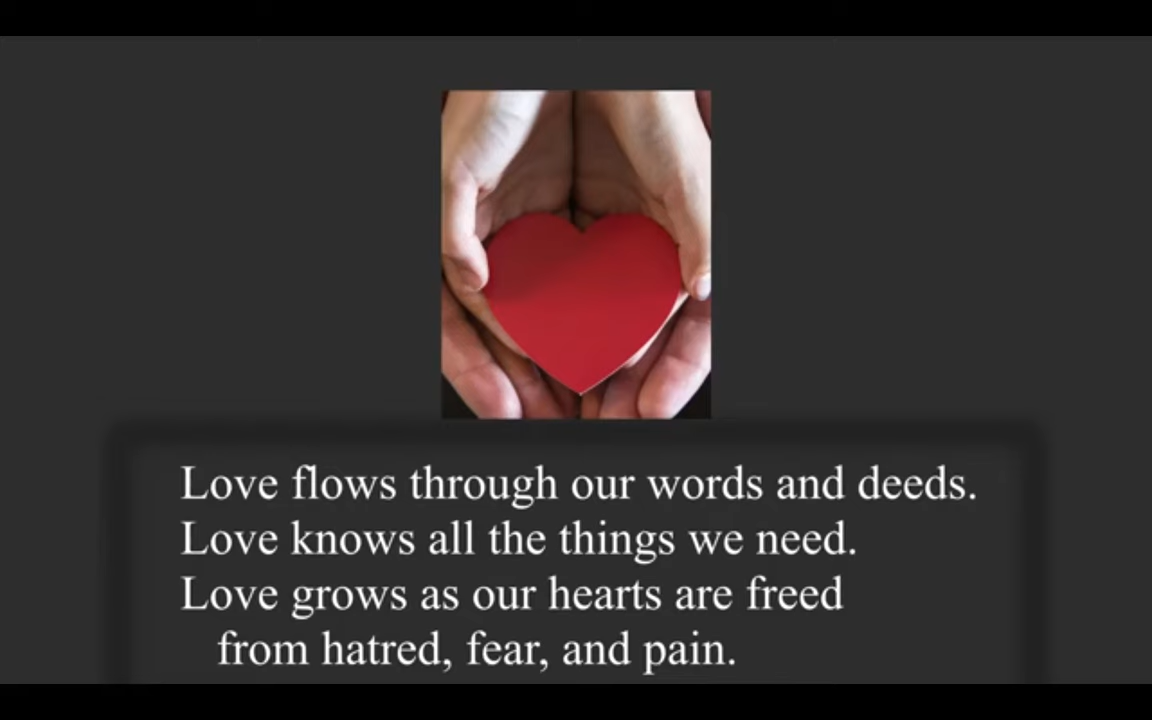 Love flows through our words and deeds.
Love knows all the things we need.
Love grows as our hearts are freed
from hatred, fear, and pain.